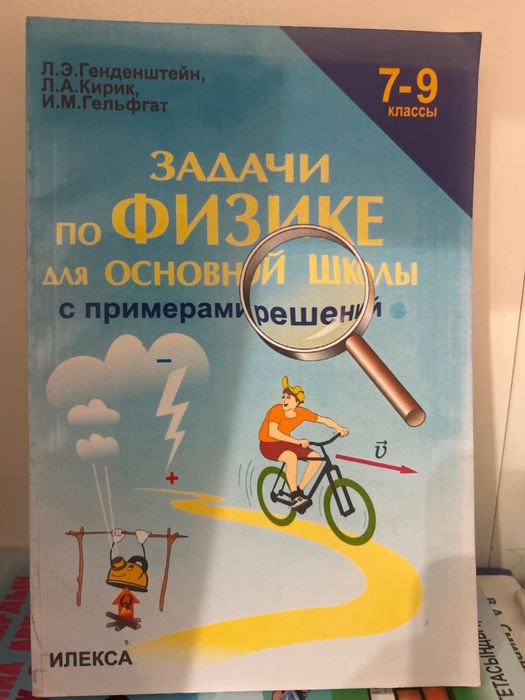 Л.Э.Генденштейн,
Л.А.Кирик,
И.М.Гельфгат
7-9
классы
ЗАДАЧИ
по ФИЗИКЕ
для ОСНОВНОЙ ШКОЛЫ
с примерами решений
−
+
v⃗
Q
ИЛЕКСА